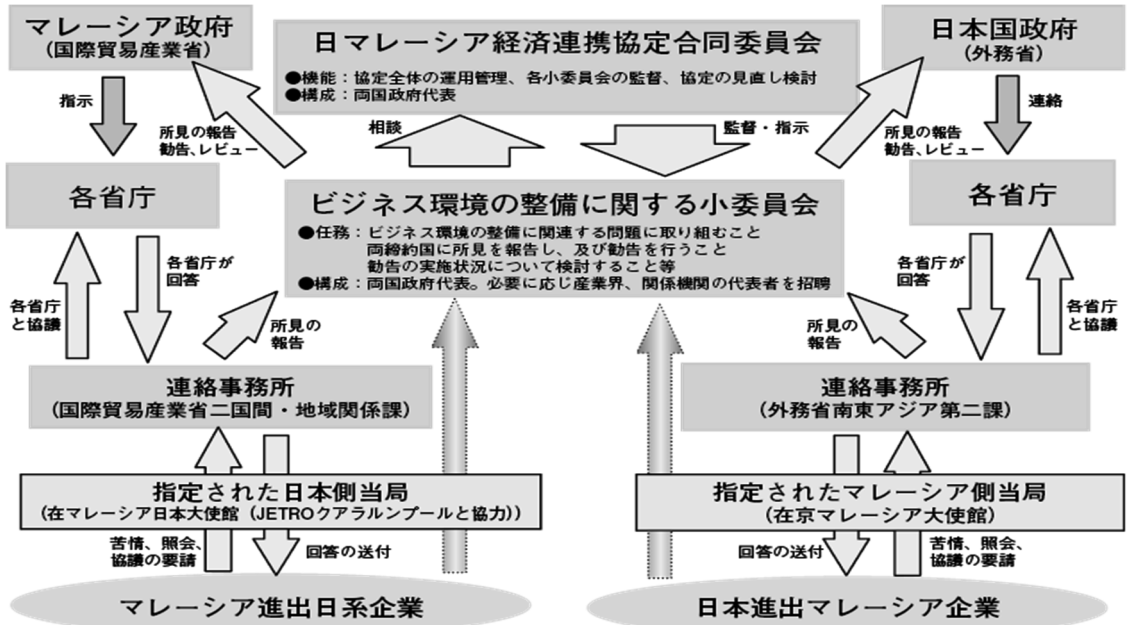 マレーシア政府
(国際貿易産業省)
日マレーシア経済連携協定合同委員会
●機能：協定全体の運用管理、各小委員会の監督、協定の見直し検討
●構成：両国政府代表
日本国政府
(外務省)
指示
所見の報告
勧告、レビュー
相談
監督・指示
所見の報告
勧告、レビュー
連絡
各省庁
ビジネス環境の整備に関する小委員会
●任務：ビジネス環境の整備に関連する問題に取り組むこと
両締約国に所見を報告し、及び勧告を行うこと
勧告の実施状況について検討すること等
●構成：両国政府代表。必要に応じ産業界、関係機関の代表者を招聘
各省庁
各省庁
と協議
各省庁が
回答
所見の
報告
所見の
報告
各省庁が
回答
各省庁
と協議
連絡事務所
(国際貿易産業省二国間・地域関係課)
連絡事務所
(外務省南東アジア第二課)
指定された日本側当局
(在マレーシア日本大使館（JETROクアラルンプールと協力）)
指定されたマレーシア側当局
(在京マレーシア大使館)
苦情、照会、
協議の要請
回答の送付
回答の送付
苦情、照会、
協議の要請
マレーシア進出日系企業
日本進出マレーシア企業